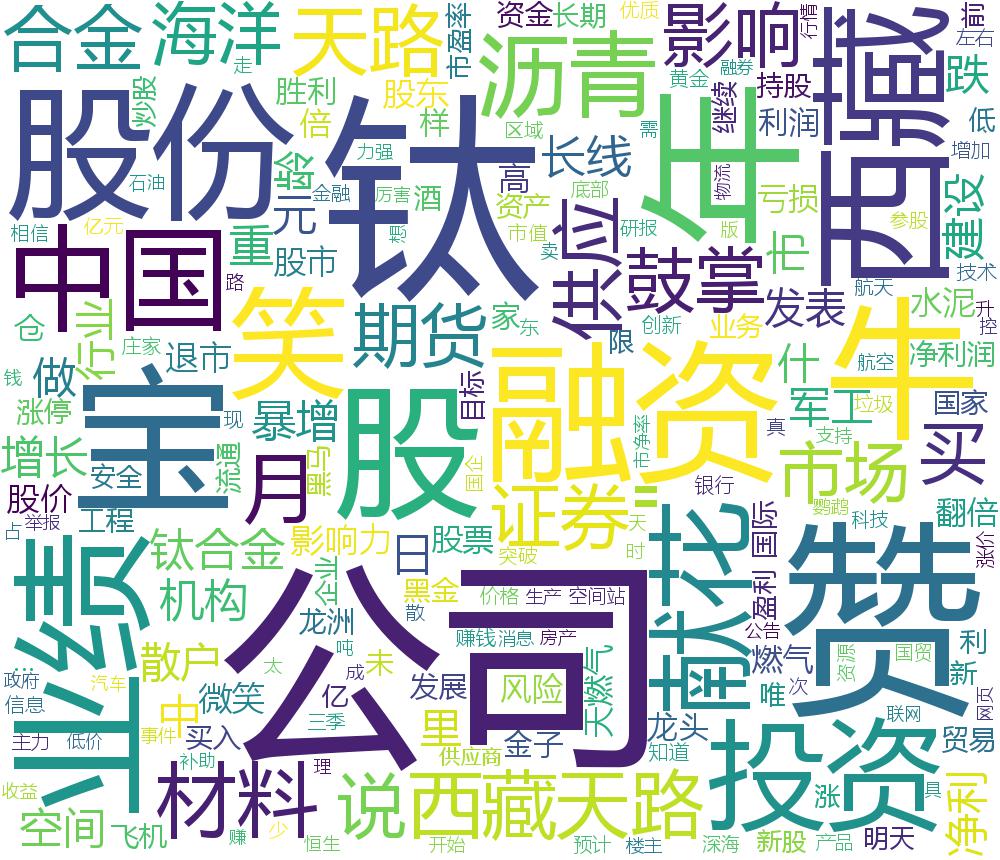 合金
海洋
天路
市盈率
资金
长期
优质
影响
行情
西藏
前
左右
走
炒股
胜利
股东
沥青
黄金
融券
持股
跌
股份
钛
倍
样
区域
需
年
继续
利润
低
增加
龄
力强
长线
石油
金融
厉害
酒
高
底部
物流
亏损
参股
建设
相信
亿元
元
想
资产
供应
研报
版
中国
重
股市
市值
卖
鼓掌
市
技术
路
发表
航天
升
水泥
控
仓
行业
庄家
退市
笑
期货
家
东
限
创新
业务
融资
什
牛
航空
净利润
钱
做
宝
目标
军工
垃圾
国家
涨停
现
暴增
股
市净率
真
支持
买
增长
安全
流通
黑马
月
国企
市场
股价
证券
银行
鹦鹉
翻倍
占
举报
工程
钛合金
影响力
日
股票
天
科技
突破
时
献花
国际
赞
涨价
业绩
机构
企业
黑金
价格
生产
空间站
盈利
公司
龙洲
散
赚钱
消息
房产
公告
散户
太
吨
未
天燃气
燃气
资源
国贸
利
政府
汽车
微笑
成
发展
风险
唯
次
新
信息
中
亿
龙头
联网
网页
主力
低价
事件
买入
三季
里
供应商
金子
知道
投资
贸易
补助
理
收益
材料
说
西藏天路
涨
具
净利
空间
飞机
赚
少
恒生
开始
预计
楼主
深海
新股
产品
明天